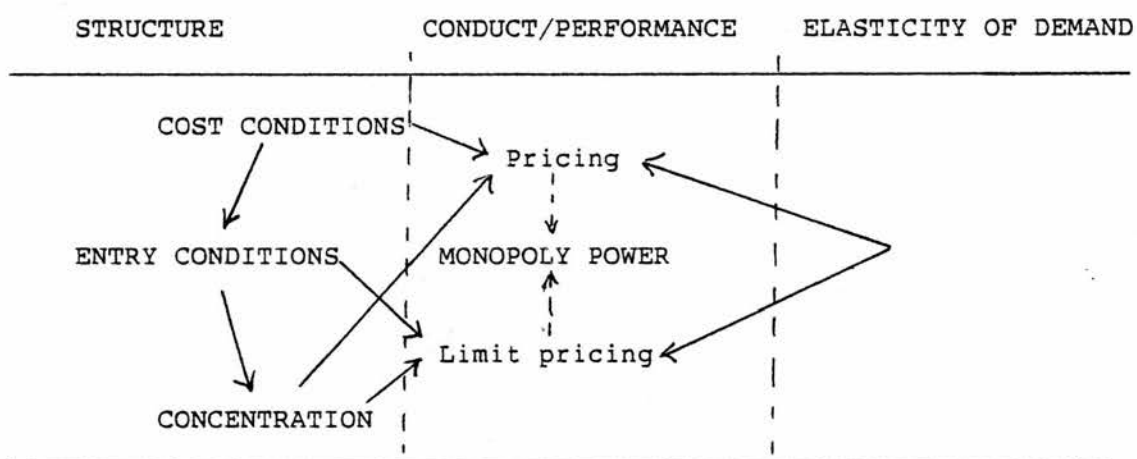 STRUCTURE CONDUCT/PERFORMANCE ELASTICITY OF DEMAND
COST CONDITIONS
Pricing
ENTRY CONDITIONS MONOPOLY POWER
Limit pricing
CONCENTRATION